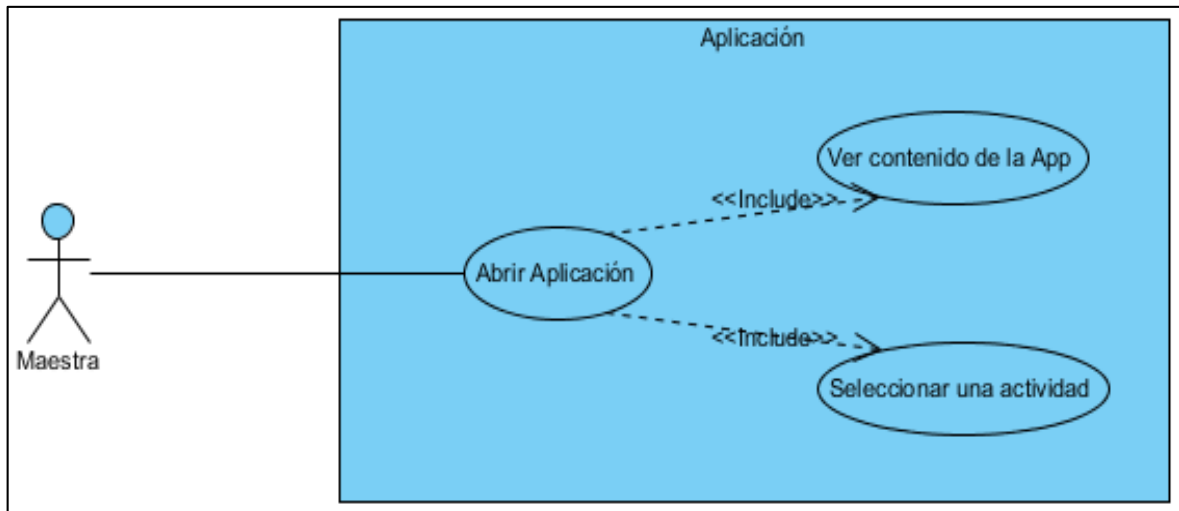 Aplicación
Ver contenido de la App
<<Include>>
Abrir Aplicación
Maestra
<<Include>>
Seleccionar una actividad